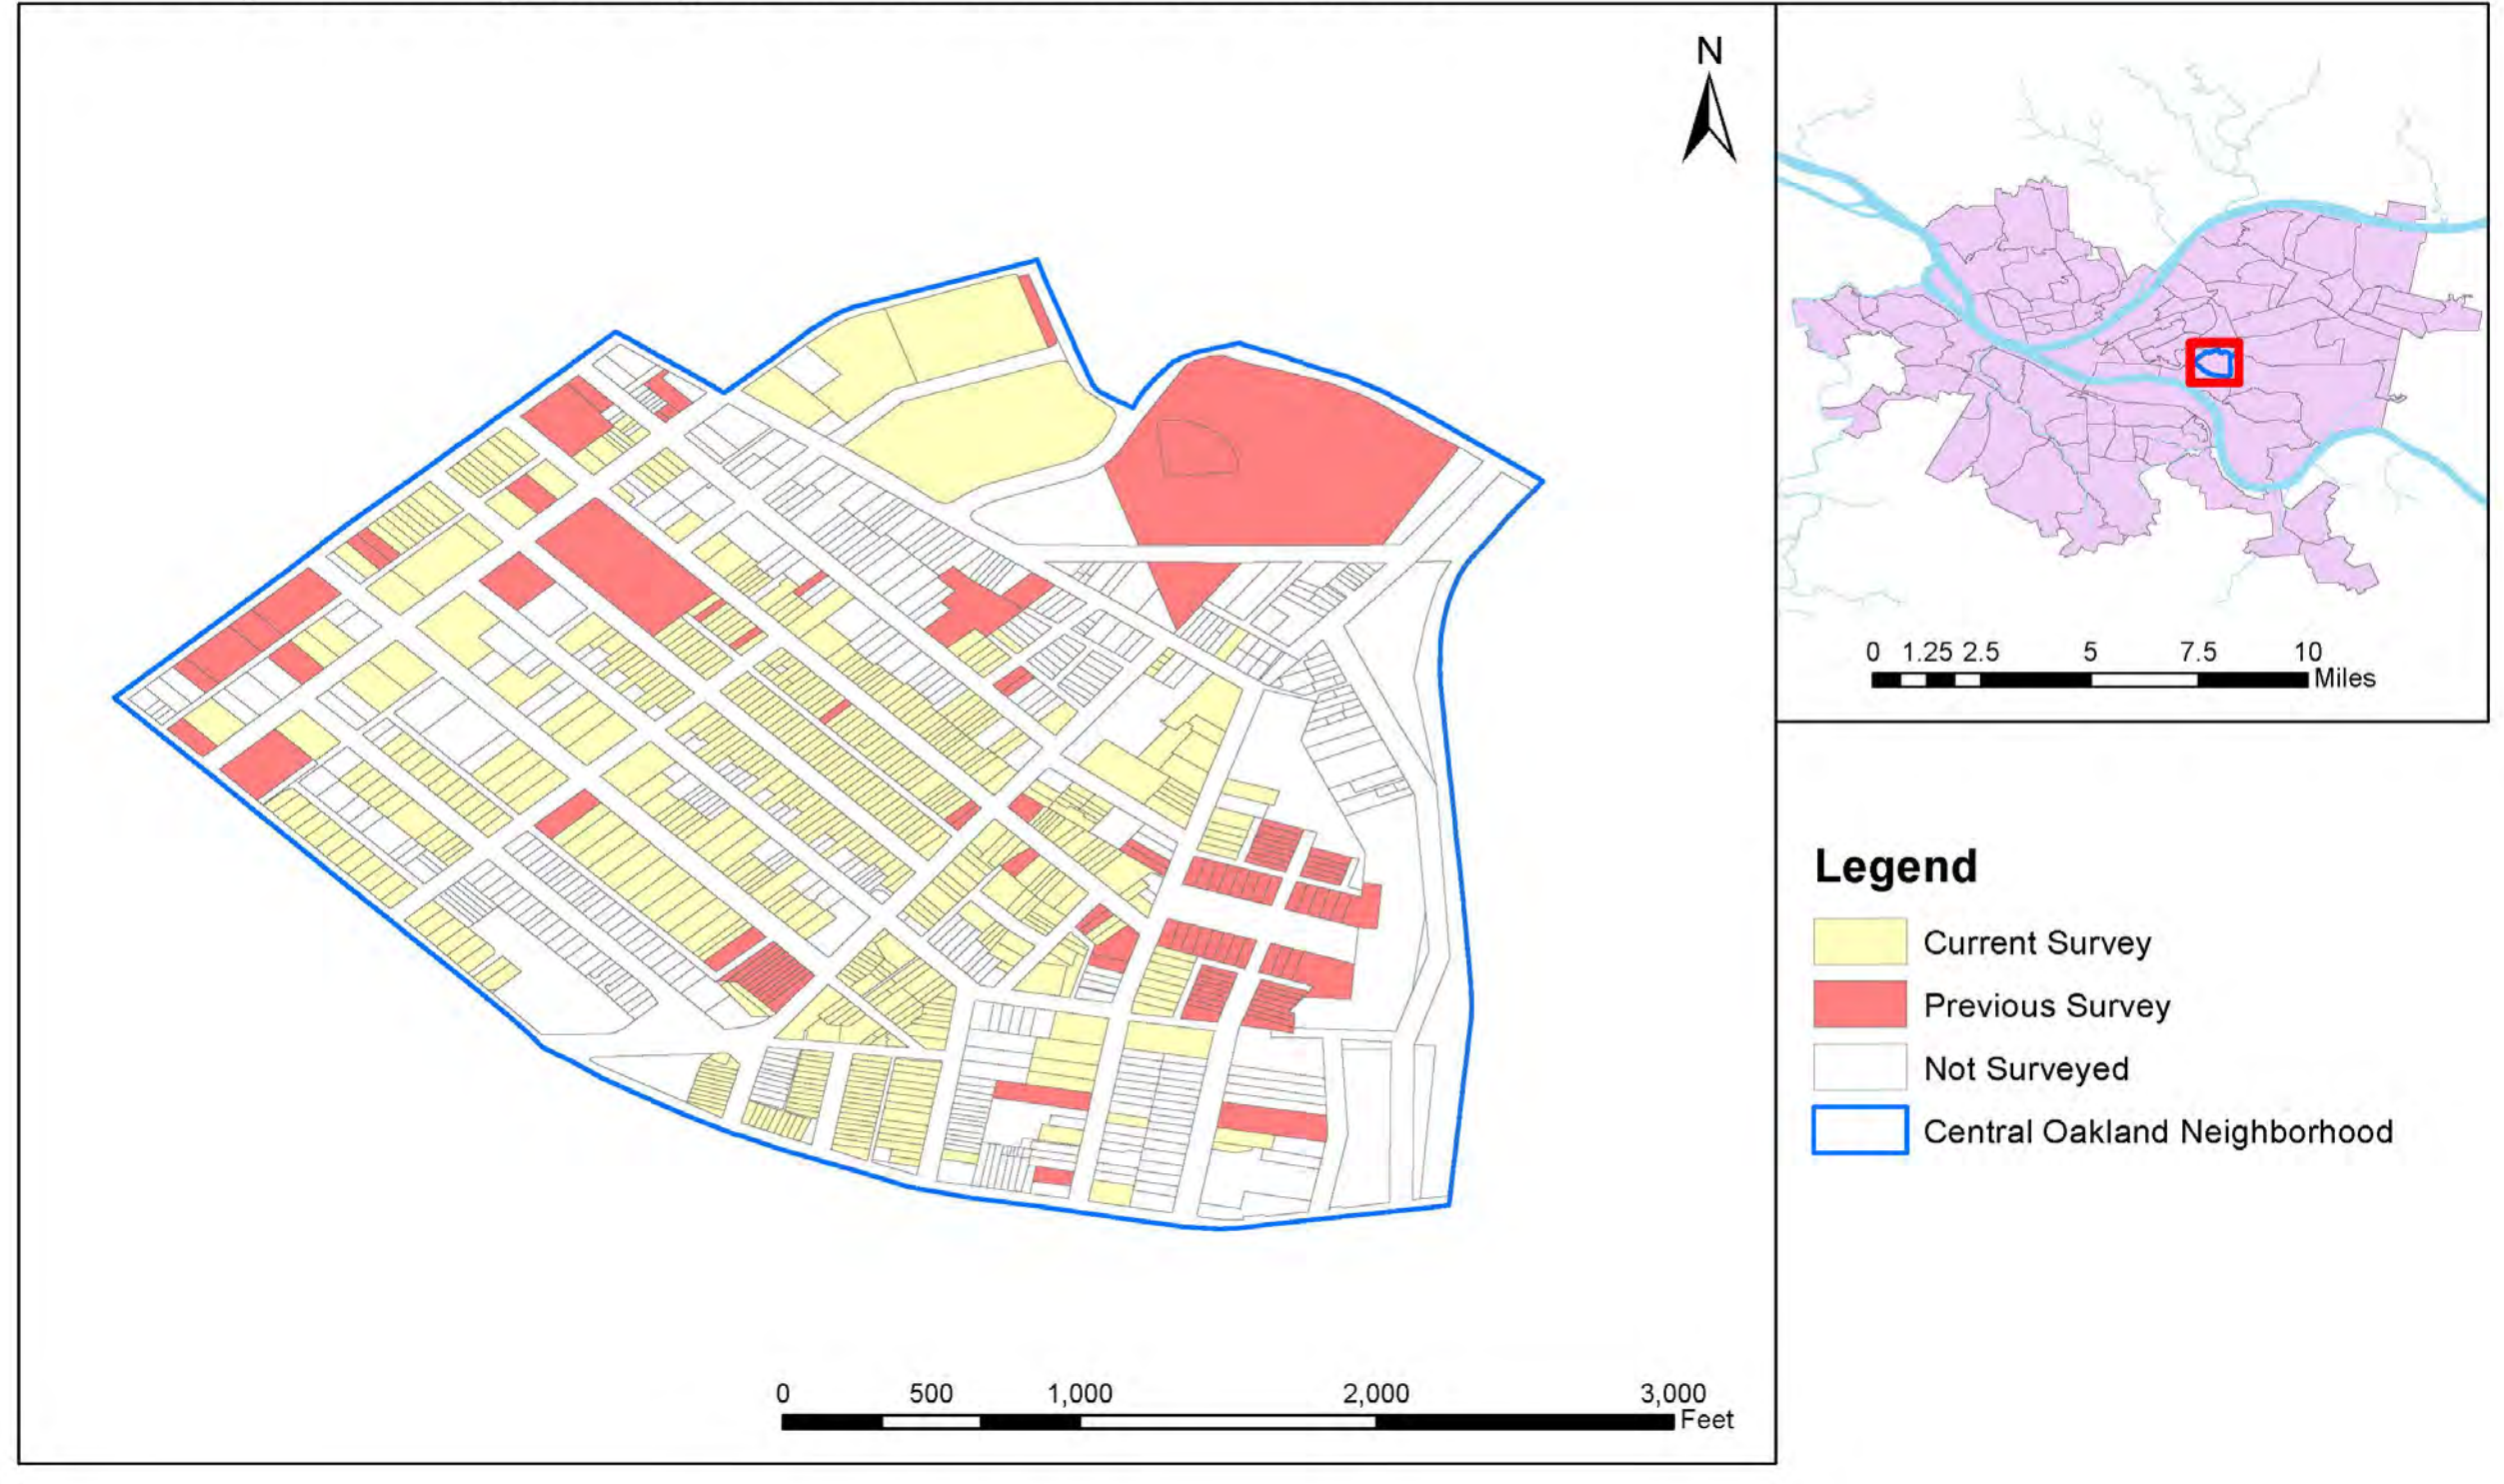 N
0 1.25 2.5 5 7.5 10
Miles
Legend
Current Survey
Previous Survey
Not Surveyed
Central Oakland Neighborhood
0 500 1,000 2,000 3,000
Feet